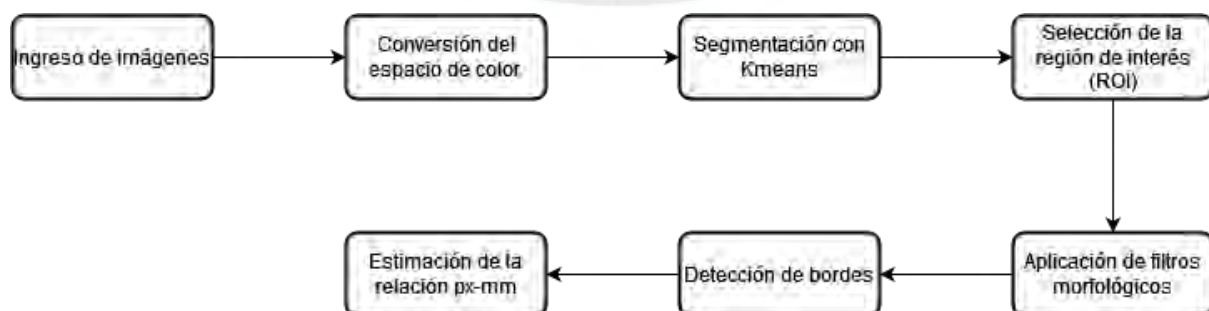 Ingreso de imágenes
Conversión del
espacio de color
Segmentación con
Kmeans
Selección de la
región de interés
(ROI)
Aplicación de filtros
morfológicos
Detección de bordes
Estimación de la
relación px-mm